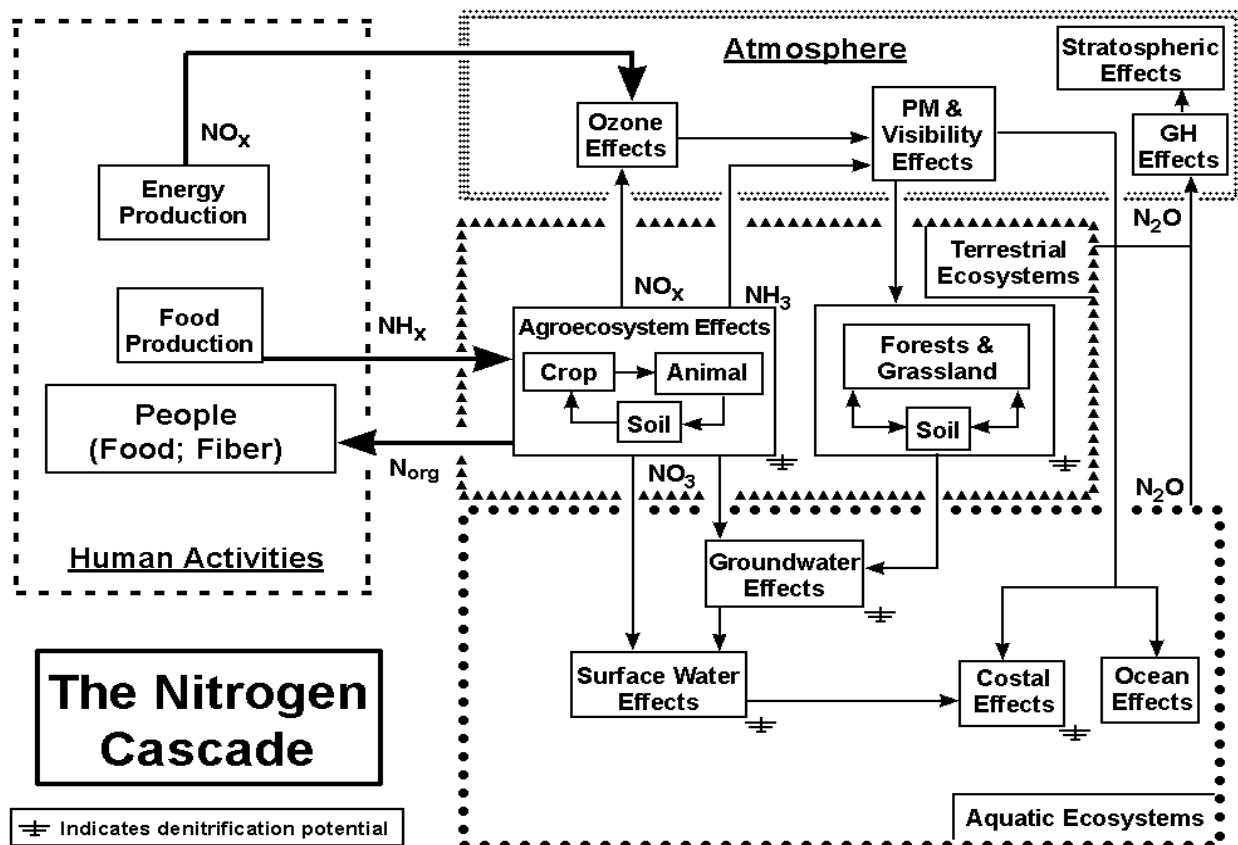 Atmosphere
Stratospheric
Effects
NOx
Ozone
Effects
PM &
Visibility
Effects
GH
Effects
Energy
Production
N2O
Terrestrial
Ecosystems
NOx
NH3
Food
Production
NHx
Agroecosystem Effects
Crop
Animal
Soil
Forests &
Grassland
Soil
People
(Food; Fiber)
Norg
NO3
N2O
Human Activities
Groundwater
Effects
Surface Water
Effects
Costal
Effects
Ocean
Effects
The Nitrogen
Cascade
Indicates denitrification potential
Aquatic Ecosystems